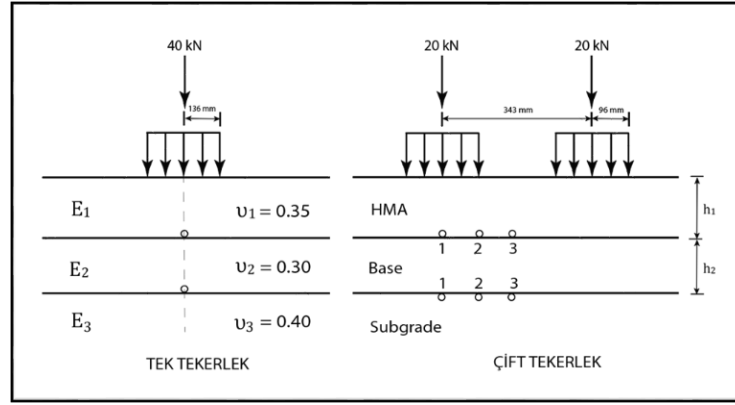 40 kN
20 kN
20 kN
136 mm
343 mm
96 mm
E₁
υ₁ = 0.35
HMA
h₁
1 2 3
E₂
υ₂ = 0.30
Base
h₂
1 2 3
E₃
υ₃ = 0.40
Subgrade
TEK TEKERLEK
ÇİFT TEKERLEK